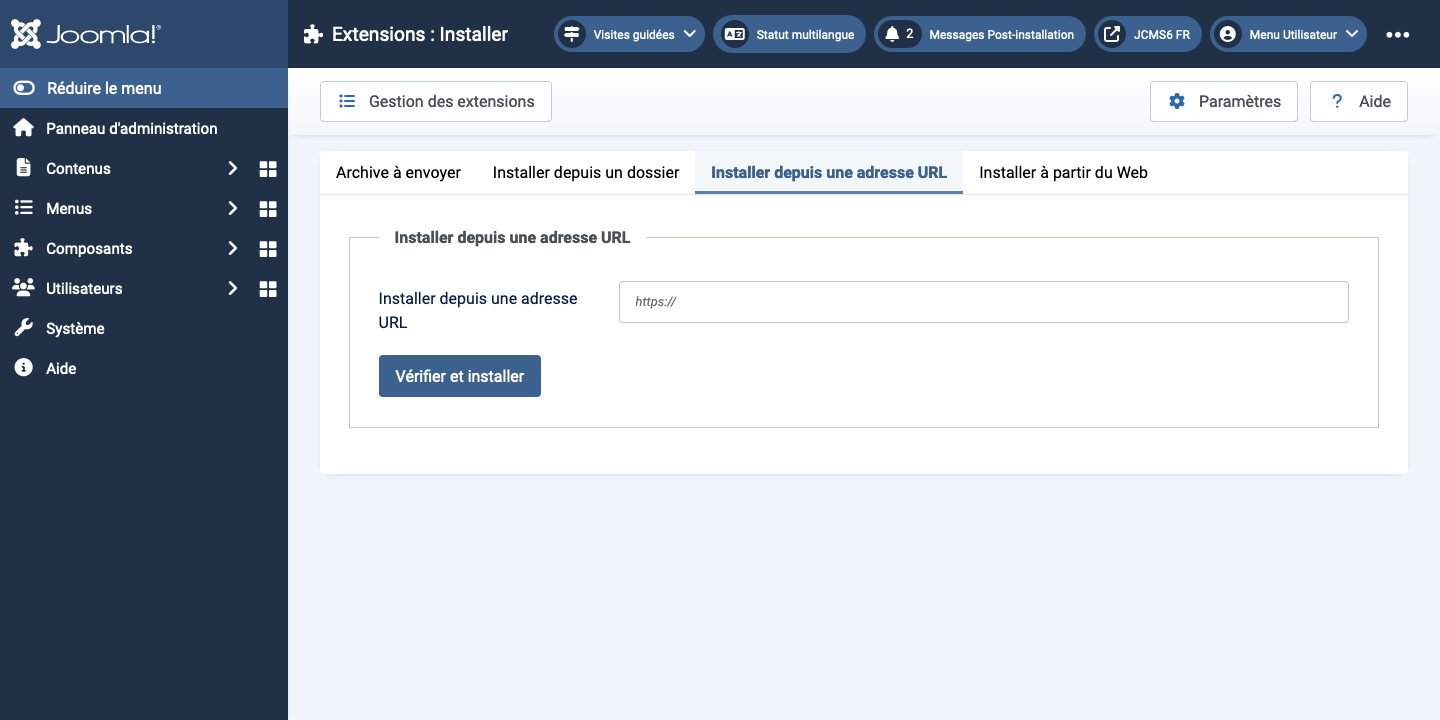 Joomla!®
Extensions : Installer
Visites guidées
Statut multilangue
2 Messages Post-installation
JCMS6 FR
Menu Utilisateur
Réduire le menu
Panneau d'administration
Contenus
Menus
Composants
Utilisateurs
Système
Aide
Gestion des extensions
Paramètres
? Aide
Archive à envoyer
Installer depuis un dossier
Installer depuis une adresse URL
Installer à partir du Web
Installer depuis une adresse URL
Installer depuis une adresse
URL
https://
Vérifier et installer